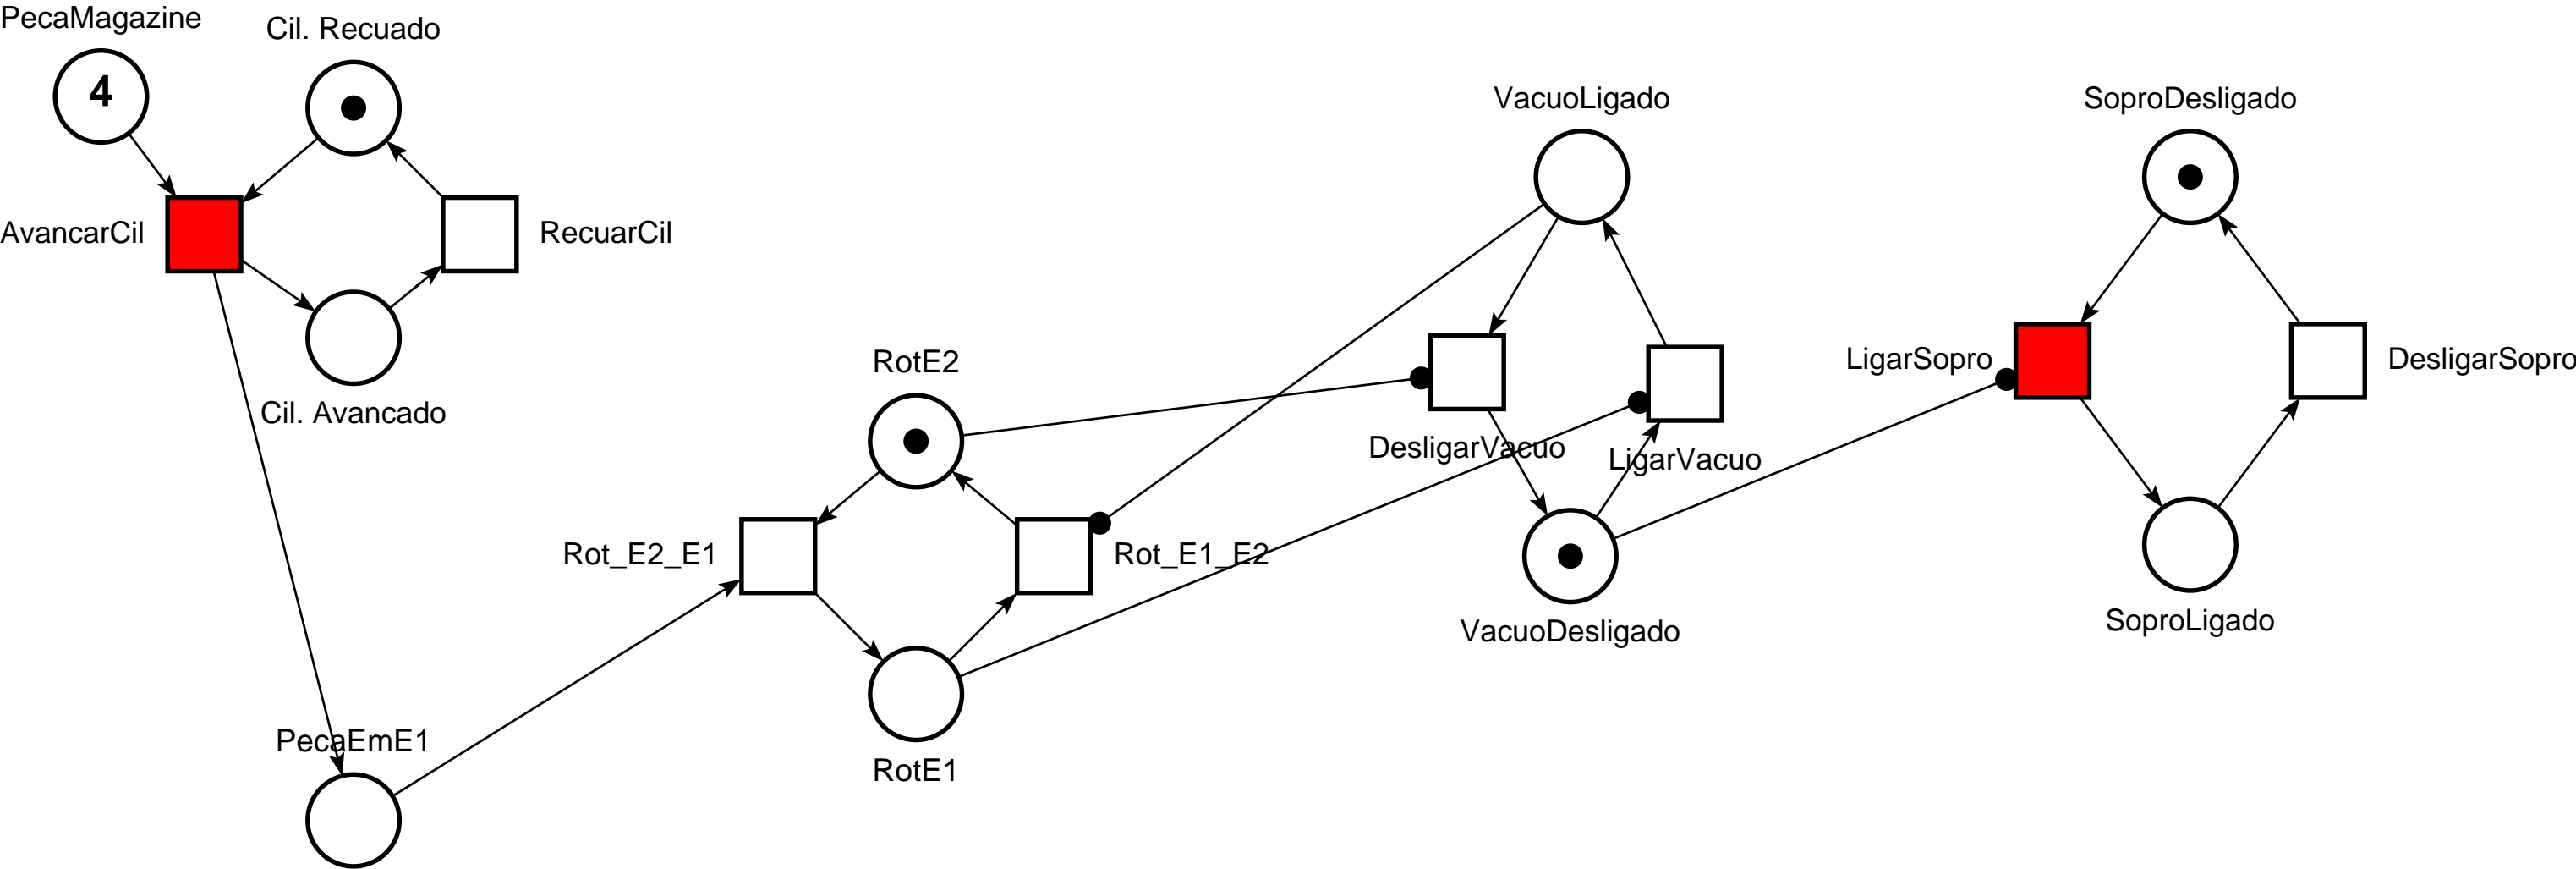 PecaMagazine
Cil. Recuado
VacuoLigado
SoproDesligado
4
AvancarCil
RecuarCil
LigarSopro
DesligarSopro
RotE2
Cil. Avancado
DesligarVacuo
LigarVacuo
Rot_E2_E1
Rot_E1_E2
VacuoDesligado
SoproLigado
PecaEmE1
RotE1